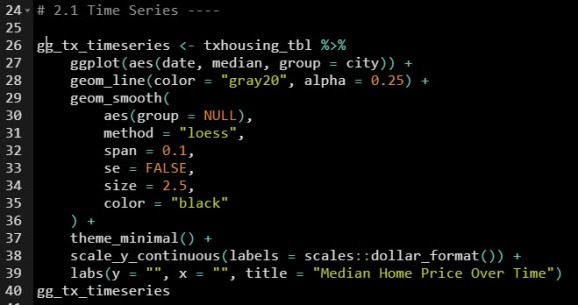 24 # 2.1 Time Series ----
25
26 gg_tx_timeseries <- txhousing_tbl %>%
27     ggplot(aes(date, median, group = city)) +
28     geom_line(color = "gray20", alpha = 0.25) +
29     geom_smooth(
30         aes(group = NULL),
31         method = "loess",
32         span = 0.1,
33         se = FALSE,
34         size = 2.5,
35         color = "black"
36     ) +
37     theme_minimal() +
38     scale_y_continuous(labels = scales::dollar_format()) +
39     labs(y = "", x = "", title = "Median Home Price Over Time")
40 gg_tx_timeseries